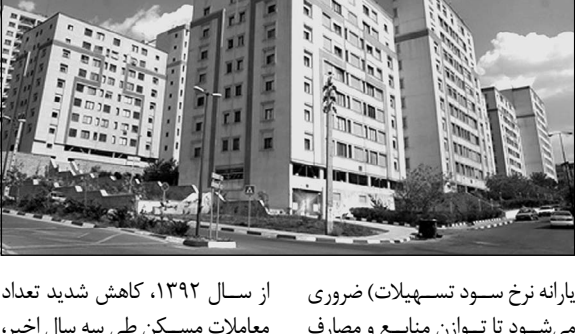 یارانه نرخ سود تسهیلات) ضروری
می‌شود تا توازن منابع و مصارف
از سال ۱۳۹۲، کاهش شدید تعداد
معاملات مسکن طی سه سال اخیر،